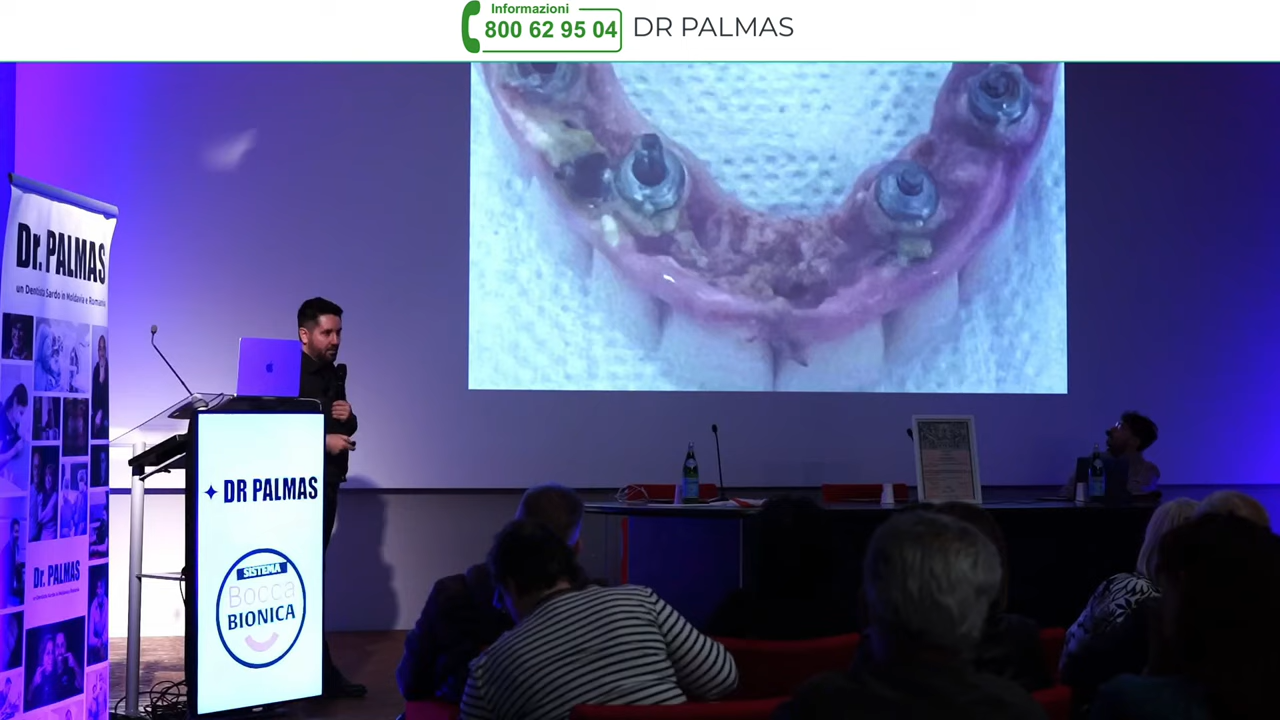 Informazioni
800 62 95 04
DR PALMAS
Dr. PALMAS
un Dentista Sardo in Moldavia e Romania
DR PALMAS
SISTEMA
Bocca
BIONICA
Dr. PALMAS